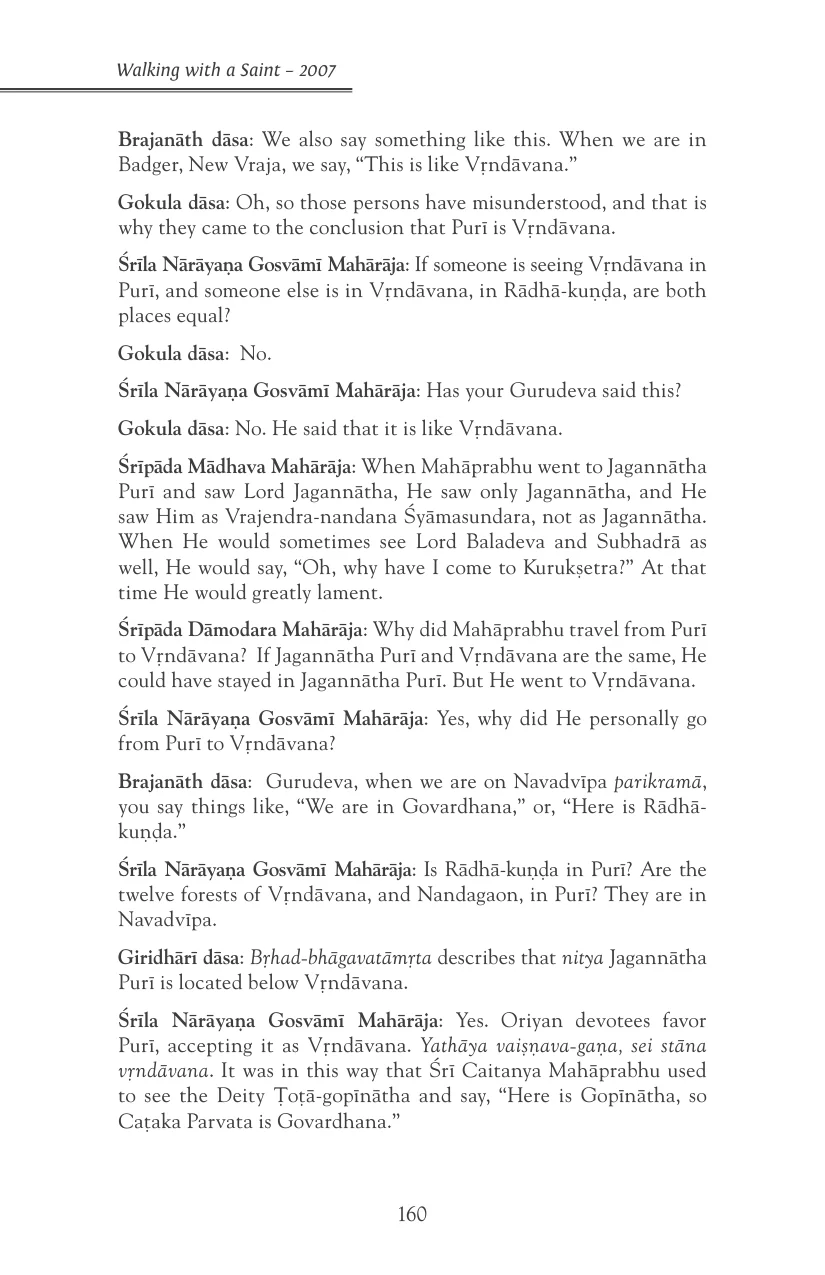 Walking with a Saint – 2007
Brajanāth dāsa: We also say something like this. When we are in
Badger, New Vraja, we say, “This is like Vṛndāvana.”
Gokula dāsa: Oh, so those persons have misunderstood, and that is
why they came to the conclusion that Purī is Vṛndāvana.
Śrīla Nārāyaṇa Gosvāmī Mahārāja: If someone is seeing Vṛndāvana in
Purī, and someone else is in Vṛndāvana, in Rādhā-kuṇḍa, are both
places equal?
Gokula dāsa:  No.
Śrīla Nārāyaṇa Gosvāmī Mahārāja: Has your Gurudeva said this?
Gokula dāsa: No. He said that it is like Vṛndāvana.
Śrīpāda Mādhava Mahārāja: When Mahāprabhu went to Jagannātha
Purī and saw Lord Jagannātha, He saw only Jagannātha, and He
saw Him as Vrajendra-nandana Śyāmasundara, not as Jagannātha.
When He would sometimes see Lord Baladeva and Subhadrā as
well, He would say, “Oh, why have I come to Kurukṣetra?” At that
time He would greatly lament.
Śrīpāda Dāmodara Mahārāja: Why did Mahāprabhu travel from Purī
to Vṛndāvana?  If Jagannātha Purī and Vṛndāvana are the same, He
could have stayed in Jagannātha Purī. But He went to Vṛndāvana.
Śrīla Nārāyaṇa Gosvāmī Mahārāja: Yes, why did He personally go
from Purī to Vṛndāvana?
Brajanāth dāsa:  Gurudeva, when we are on Navadvīpa parikramā,
you say things like, “We are in Govardhana,” or, “Here is Rādhā-
kuṇḍa.”
Śrīla Nārāyaṇa Gosvāmī Mahārāja: Is Rādhā-kuṇḍa in Purī? Are the
twelve forests of Vṛndāvana, and Nandagaon, in Purī? They are in
Navadvīpa.
Giridhārī dāsa: Bṛhad-bhāgavatāmṛta describes that nitya Jagannātha
Purī is located below Vṛndāvana.
Śrīla Nārāyaṇa Gosvāmī Mahārāja: Yes. Oriyan devotees favor
Purī, accepting it as Vṛndāvana. Yathāya vaiṣṇava-gaṇa, sei stāna
vṛndāvana. It was in this way that Śrī Caitanya Mahāprabhu used
to see the Deity Ṭoṭā-gopīnātha and say, “Here is Gopīnātha, so
Caṭaka Parvata is Govardhana.”
160